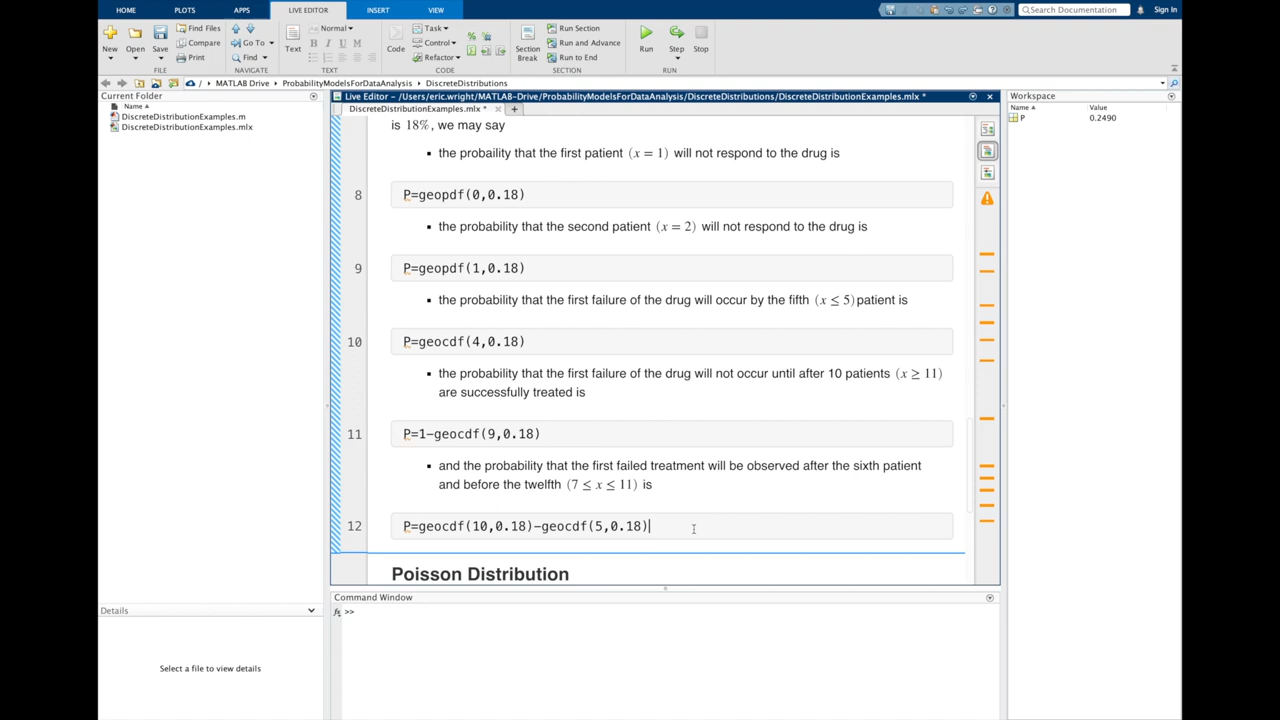 HOME PLOTS APPS LIVE EDITOR INSERT VIEW Search Documentation Sign In
New Open Save Find Files Compare Print Go To Find Text Normal B I U M Code Task Control Refactor Section Break Run Section Run and Advance Run to End Run Step Stop
FILE NAVIGATE TEXT CODE SECTION RUN
/ ▸ MATLAB Drive ▸ ProbabilityModelsForDataAnalysis ▸ DiscreteDistributions
Current Folder
Name
DiscreteDistributionExamples.m
DiscreteDistributionExamples.mlx
Details
Select a file to view details
Live Editor - /Users/eric.wright/MATLAB-Drive/ProbabilityModelsForDataAnalysis/DiscreteDistributions/DiscreteDistributionExamples.mlx *
DiscreteDistributionExamples.mlx * × +
is 18%, we may say
▪ the probaility that the first patient (x = 1) will not respond to the drug is
8 P=geopdf(0,0.18)
▪ the probability that the second patient (x = 2) will not respond to the drug is
9 P=geopdf(1,0.18)
▪ the probability that the first failure of the drug will occur by the fifth (x ≤ 5)patient is
10 P=geocdf(4,0.18)
▪ the probability that the first failure of the drug will not occur until after 10 patients (x ≥ 11)
are successfully treated is
11 P=1-geocdf(9,0.18)
▪ and the probability that the first failed treatment will be observed after the sixth patient
and before the twelfth (7 ≤ x ≤ 11) is
12 P=geocdf(10,0.18)-geocdf(5,0.18)
Poisson Distribution
Command Window
fx >>
Workspace
Name Value
P 0.2490